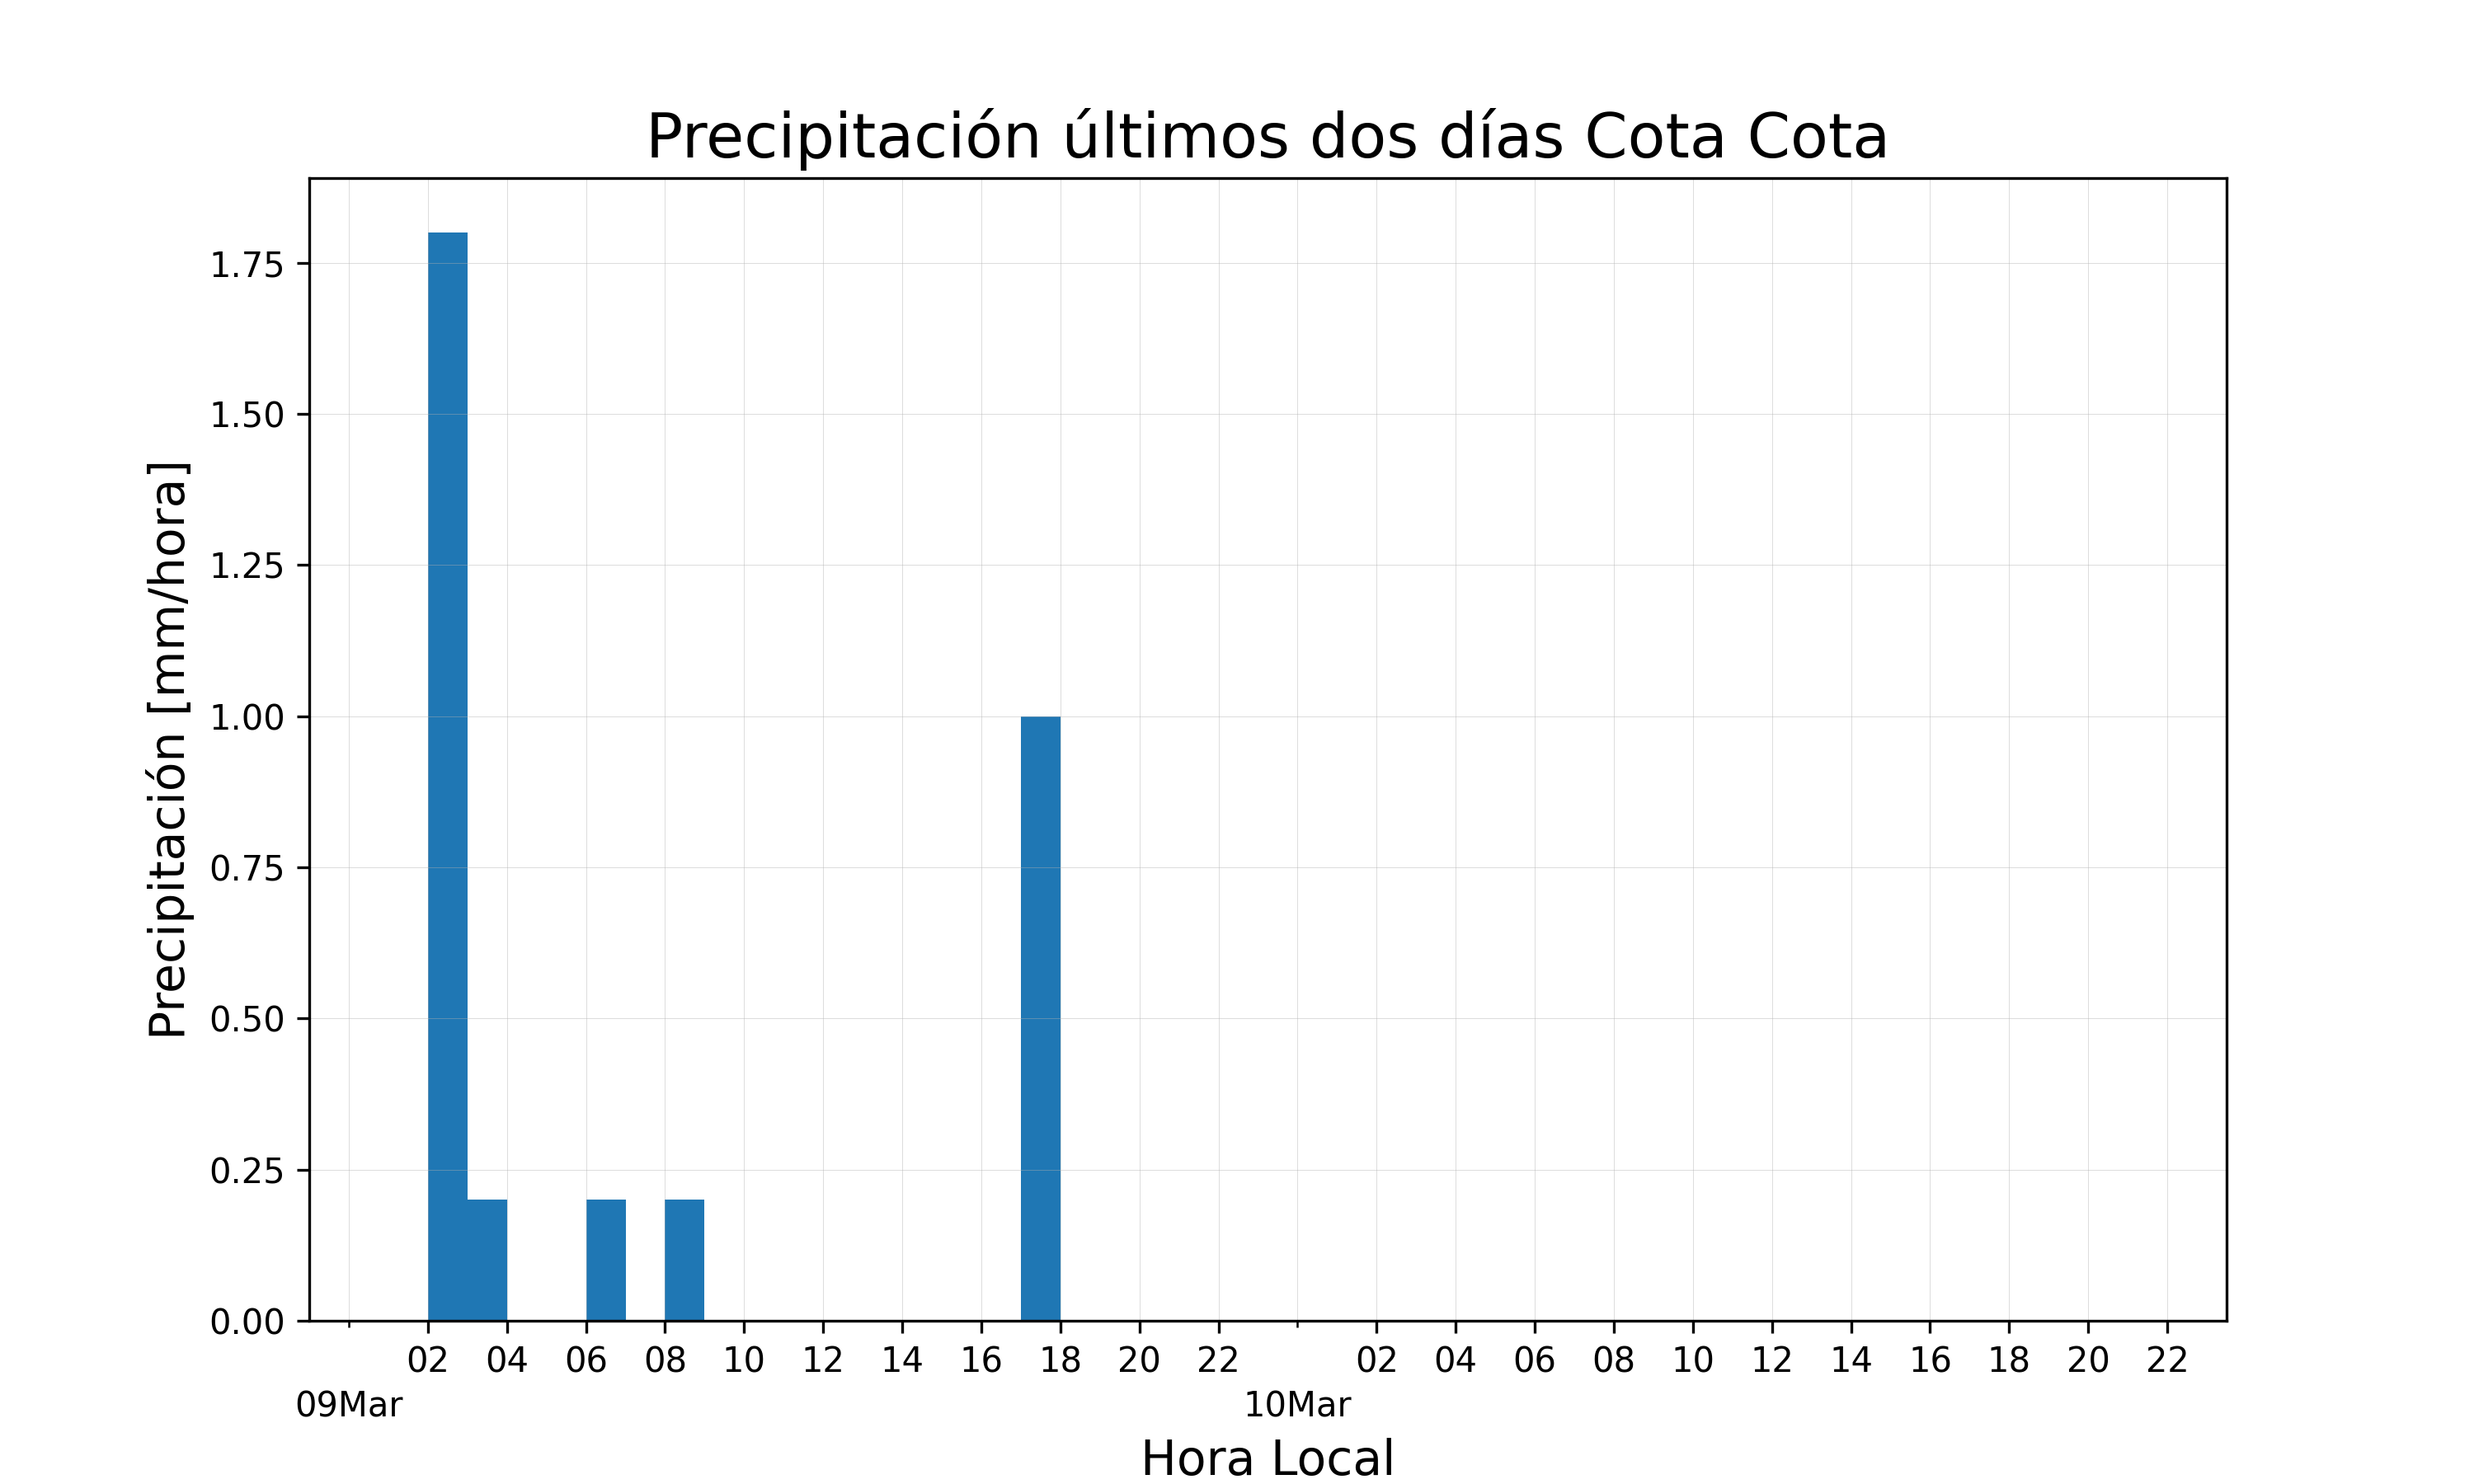 Precipitación últimos dos días Cota Cota
Precipitación [mm/hora]
1.75
1.50
1.25
1.00
0.75
0.50
0.25
0.00
02 04 06 08 10 12 14 16 18 20 22 02 04 06 08 10 12 14 16 18 20 22
09Mar 10Mar
Hora Local